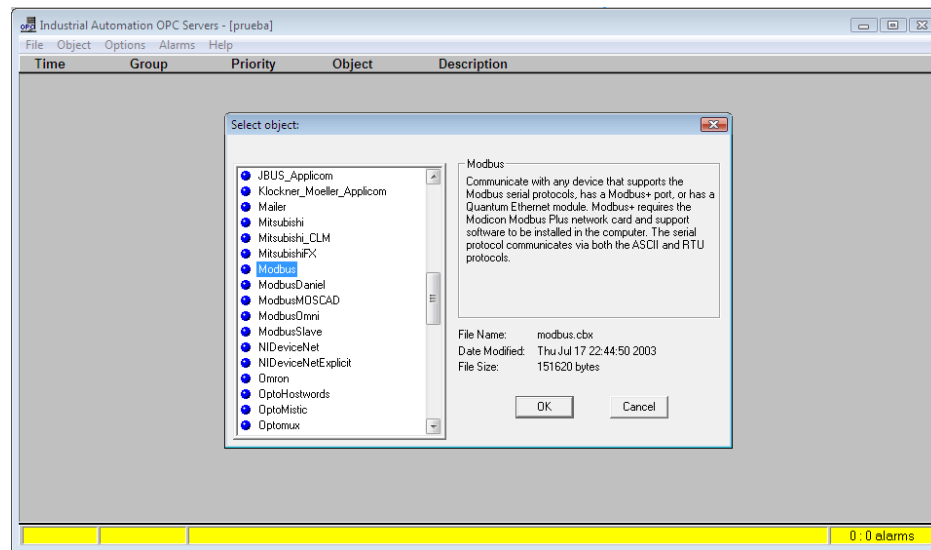 Industrial Automation OPC Servers - [prueba]
File Object Options Alarms Help
Time Group Priority Object Description
Select object:
JBUS_Applicom
Klockner_Moeller_Applicom
Mailer
Mitsubishi
Mitsubishi_CLM
MitsubishiFX
Modbus
ModbusDaniel
ModbusMOSCAD
ModbusOmni
ModbusSlave
NIDeviceNet
NIDeviceNetExplicit
Omron
OptoHostwords
OptoMistic
Optomux
Modbus
Communicate with any device that supports the
Modbus serial protocols, has a Modbus+ port, or has a
Quantum Ethernet module. Modbus+ requires the
Modicon Modbus Plus network card and support
software to be installed in the computer. The serial
protocol communicates via both the ASCII and RTU
protocols.
File Name: modbus.cbx
Date Modified: Thu Jul 17 22:44:50 2003
File Size: 151620 bytes
OK Cancel
0 : 0 alarms